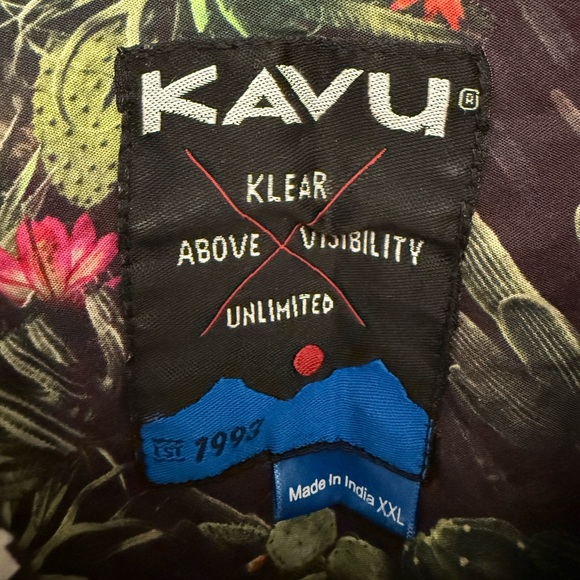 KAVU®
KLEAR
ABOVE VISIBILITY
UNLIMITED
EST 1993
Made In India XXL